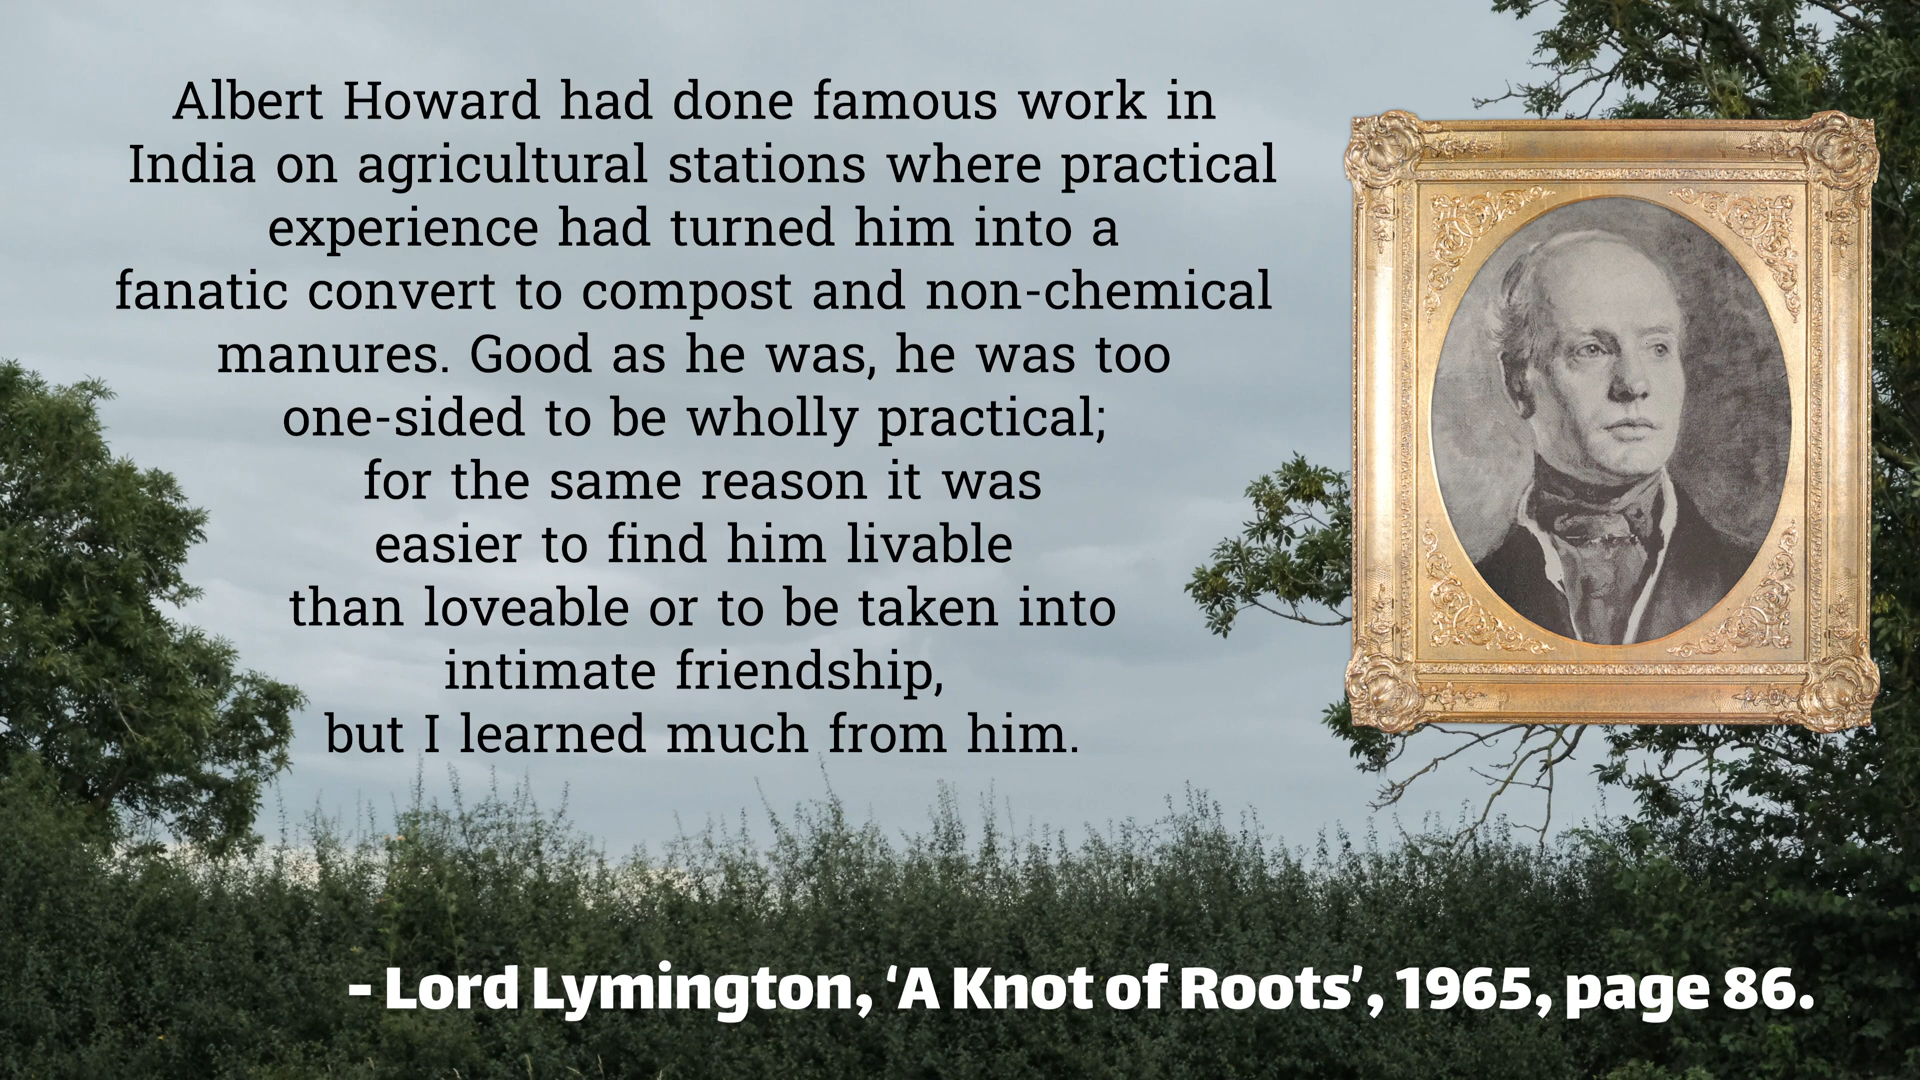 Albert Howard had done famous work in
India on agricultural stations where practical
experience had turned him into a
fanatic convert to compost and non-chemical
manures. Good as he was, he was too
one-sided to be wholly practical;
for the same reason it was
easier to find him livable
than loveable or to be taken into
intimate friendship,
but I learned much from him.
- Lord Lymington, ‘A Knot of Roots’, 1965, page 86.